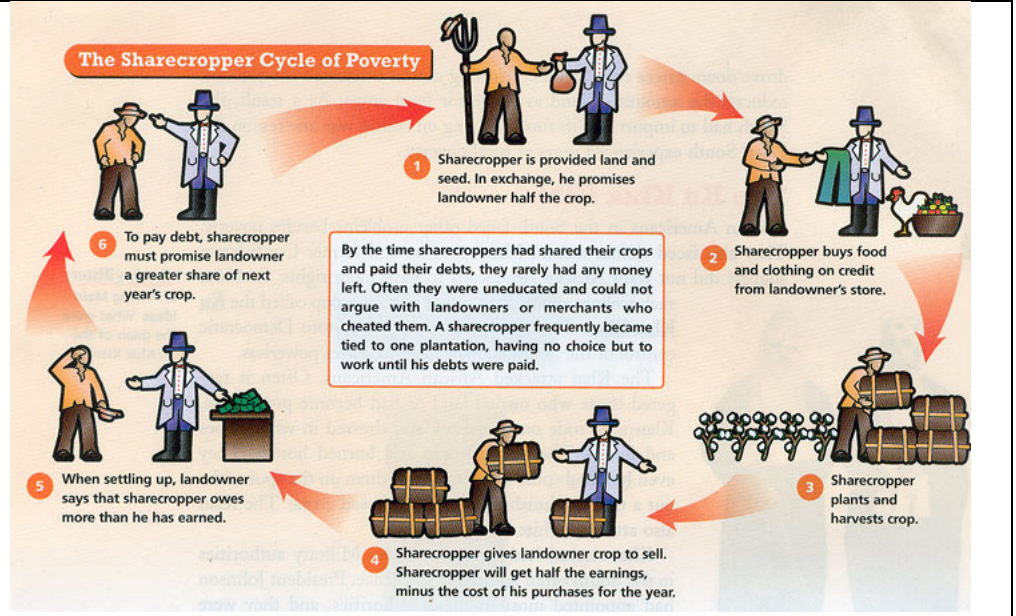 The Sharecropper Cycle of Poverty
1 Sharecropper is provided land and
seed. In exchange, he promises
landowner half the crop.
2 Sharecropper buys food
and clothing on credit
from landowner's store.
3 Sharecropper
plants and
harvests crop.
4 Sharecropper gives landowner crop to sell.
Sharecropper will get half the earnings,
minus the cost of his purchases for the year.
5 When settling up, landowner
says that sharecropper owes
more than he has earned.
6 To pay debt, sharecropper
must promise landowner
a greater share of next
year's crop.
By the time sharecroppers had shared their crops
and paid their debts, they rarely had any money
left. Often they were uneducated and could not
argue with landowners or merchants who
cheated them. A sharecropper frequently became
tied to one plantation, having no choice but to
work until his debts were paid.